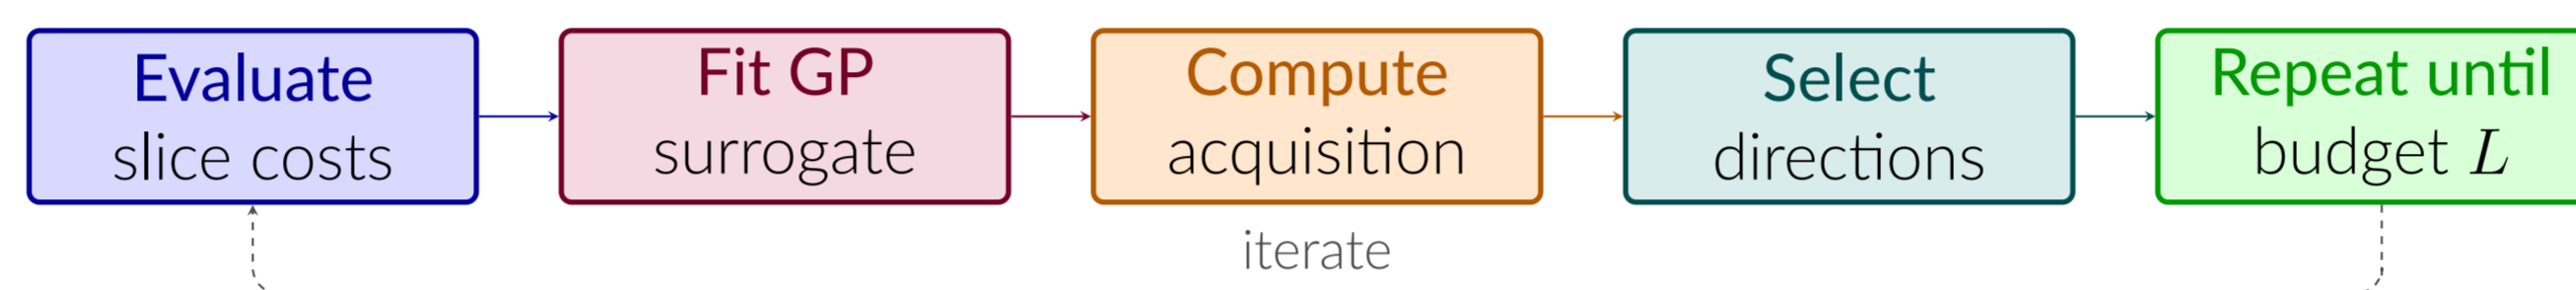 Evaluate
slice costs
Fit GP
surrogate
Compute
acquisition
Select
directions
Repeat until
budget L
iterate